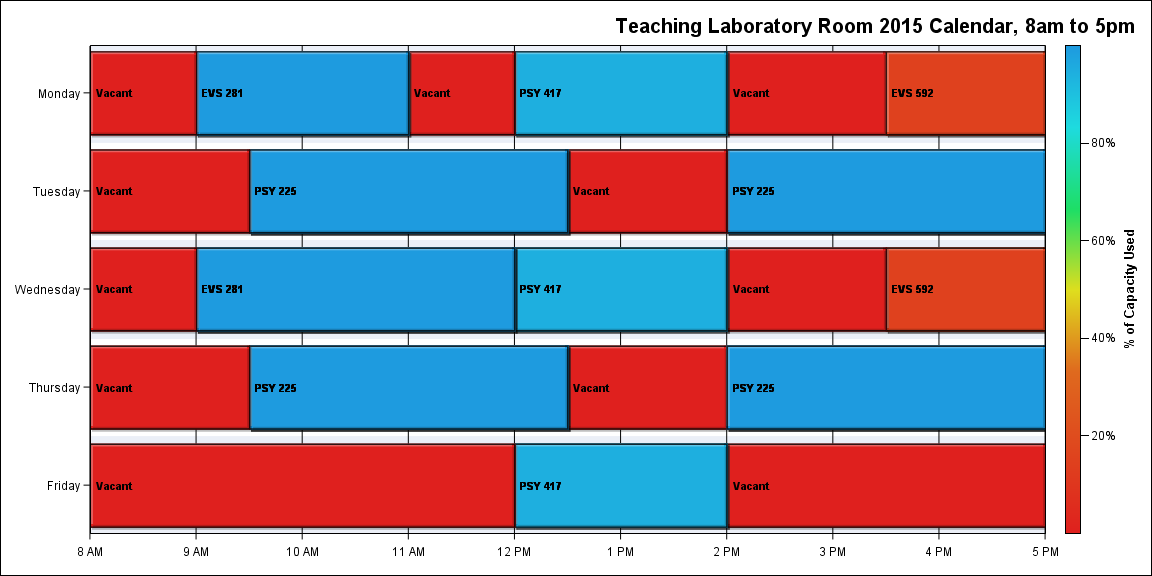 Teaching Laboratory Room 2015 Calendar, 8am to 5pm
Monday
Vacant
EVS 281
Vacant
PSY 417
Vacant
EVS 592
Tuesday
Vacant
PSY 225
Vacant
PSY 225
Wednesday
Vacant
EVS 281
PSY 417
Vacant
EVS 592
Thursday
Vacant
PSY 225
Vacant
PSY 225
Friday
Vacant
PSY 417
Vacant
8 AM
9 AM
10 AM
11 AM
12 PM
1 PM
2 PM
3 PM
4 PM
5 PM
80%
60%
40%
20%
% of Capacity Used